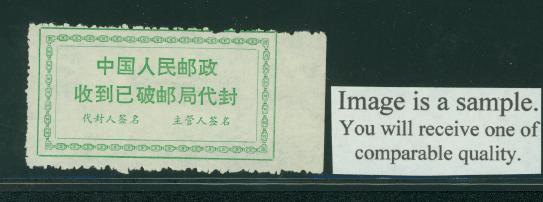 中国人民邮政
收到已破邮局代封
代封人签名 主管人签名
Image is a sample.
You will receive one of
comparable quality.